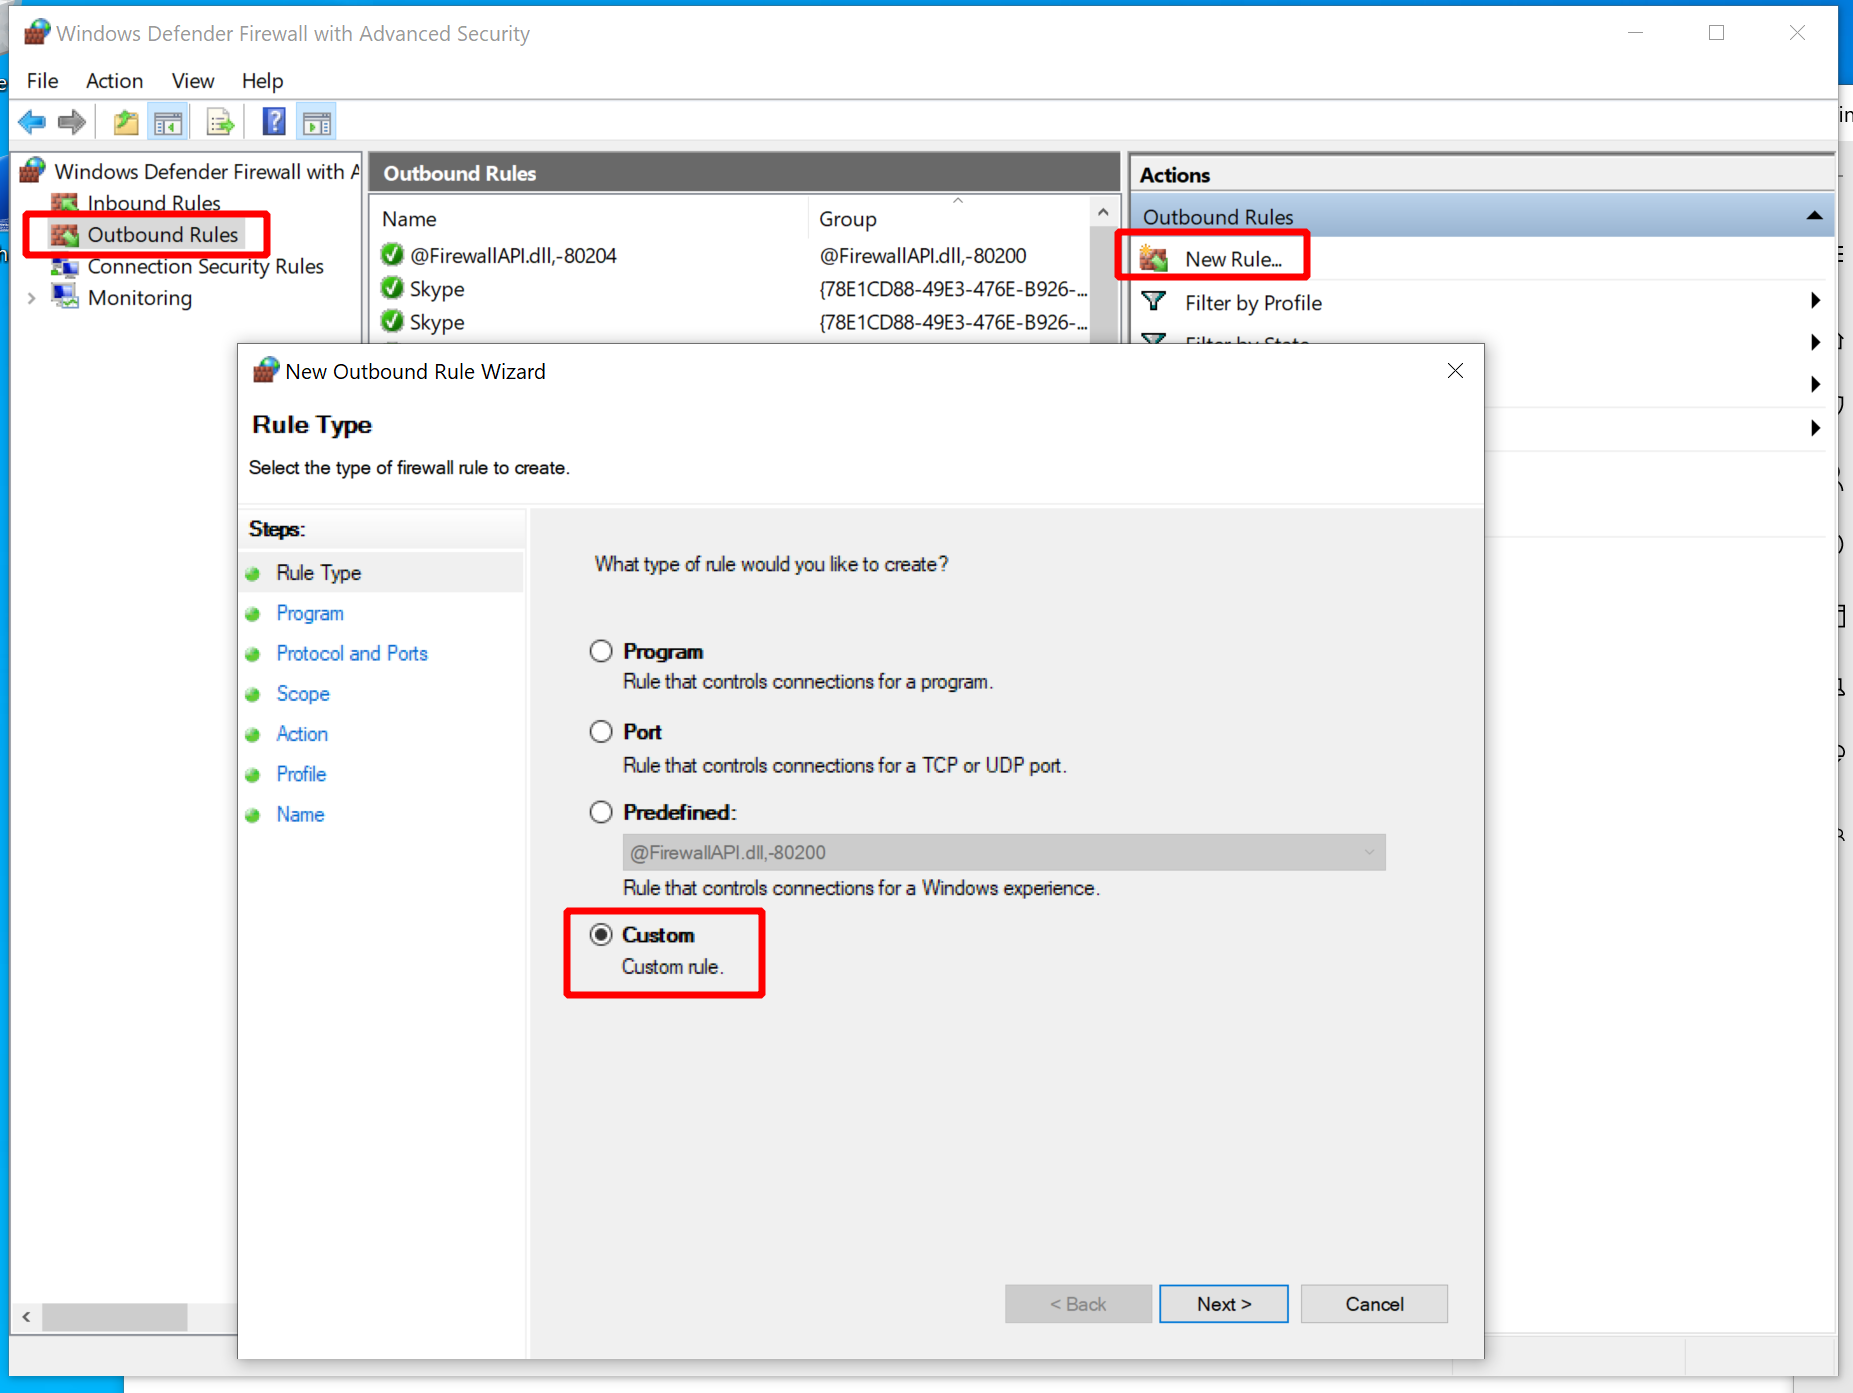 Windows Defender Firewall with Advanced Security
File Action View Help
Windows Defender Firewall with A
Inbound Rules
Outbound Rules
Connection Security Rules
Monitoring
Outbound Rules
Name Group
@FirewallAPI.dll,-80204 @FirewallAPI.dll,-80200
Skype {78E1CD88-49E3-476E-B926-...
Skype {78E1CD88-49E3-476E-B926-...
Actions
Outbound Rules
New Rule...
Filter by Profile
Filter by State
New Outbound Rule Wizard
Rule Type
Select the type of firewall rule to create.
Steps:
Rule Type
Program
Protocol and Ports
Scope
Action
Profile
Name
What type of rule would you like to create?
Program
Rule that controls connections for a program.
Port
Rule that controls connections for a TCP or UDP port.
Predefined:
@FirewallAPI.dll,-80200
Rule that controls connections for a Windows experience.
Custom
Custom rule.
< Back Next > Cancel